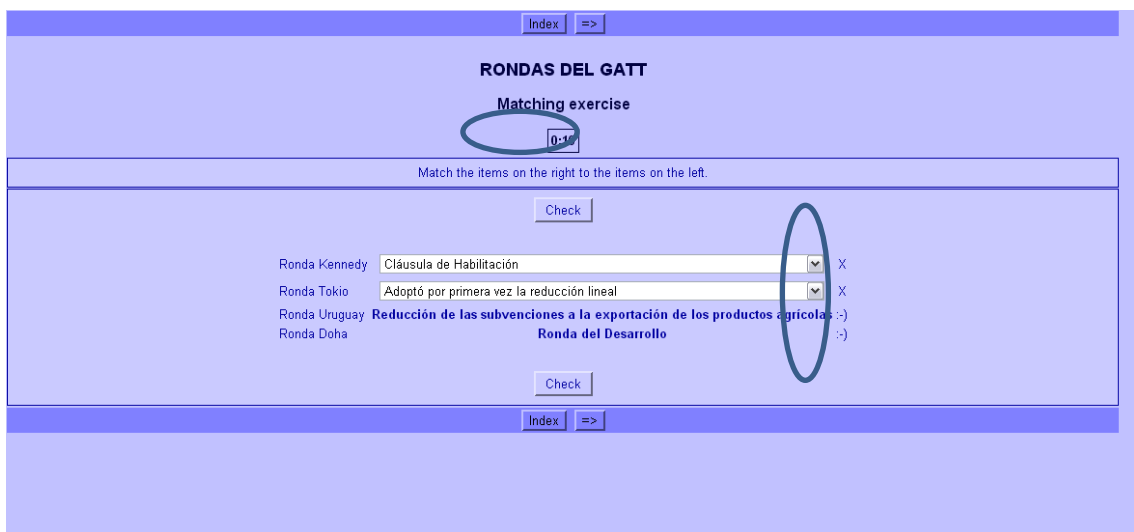 Index =>
RONDAS DEL GATT
Matching exercise
Match the items on the right to the items on the left.
Check
Ronda Kennedy Cláusula de Habilitación X
Ronda Tokio Adoptó por primera vez la reducción lineal X
Ronda Uruguay Reducción de las subvenciones a la exportación de los productos agrícolas :-)
Ronda Doha Ronda del Desarrollo :-)
Check
Index =>